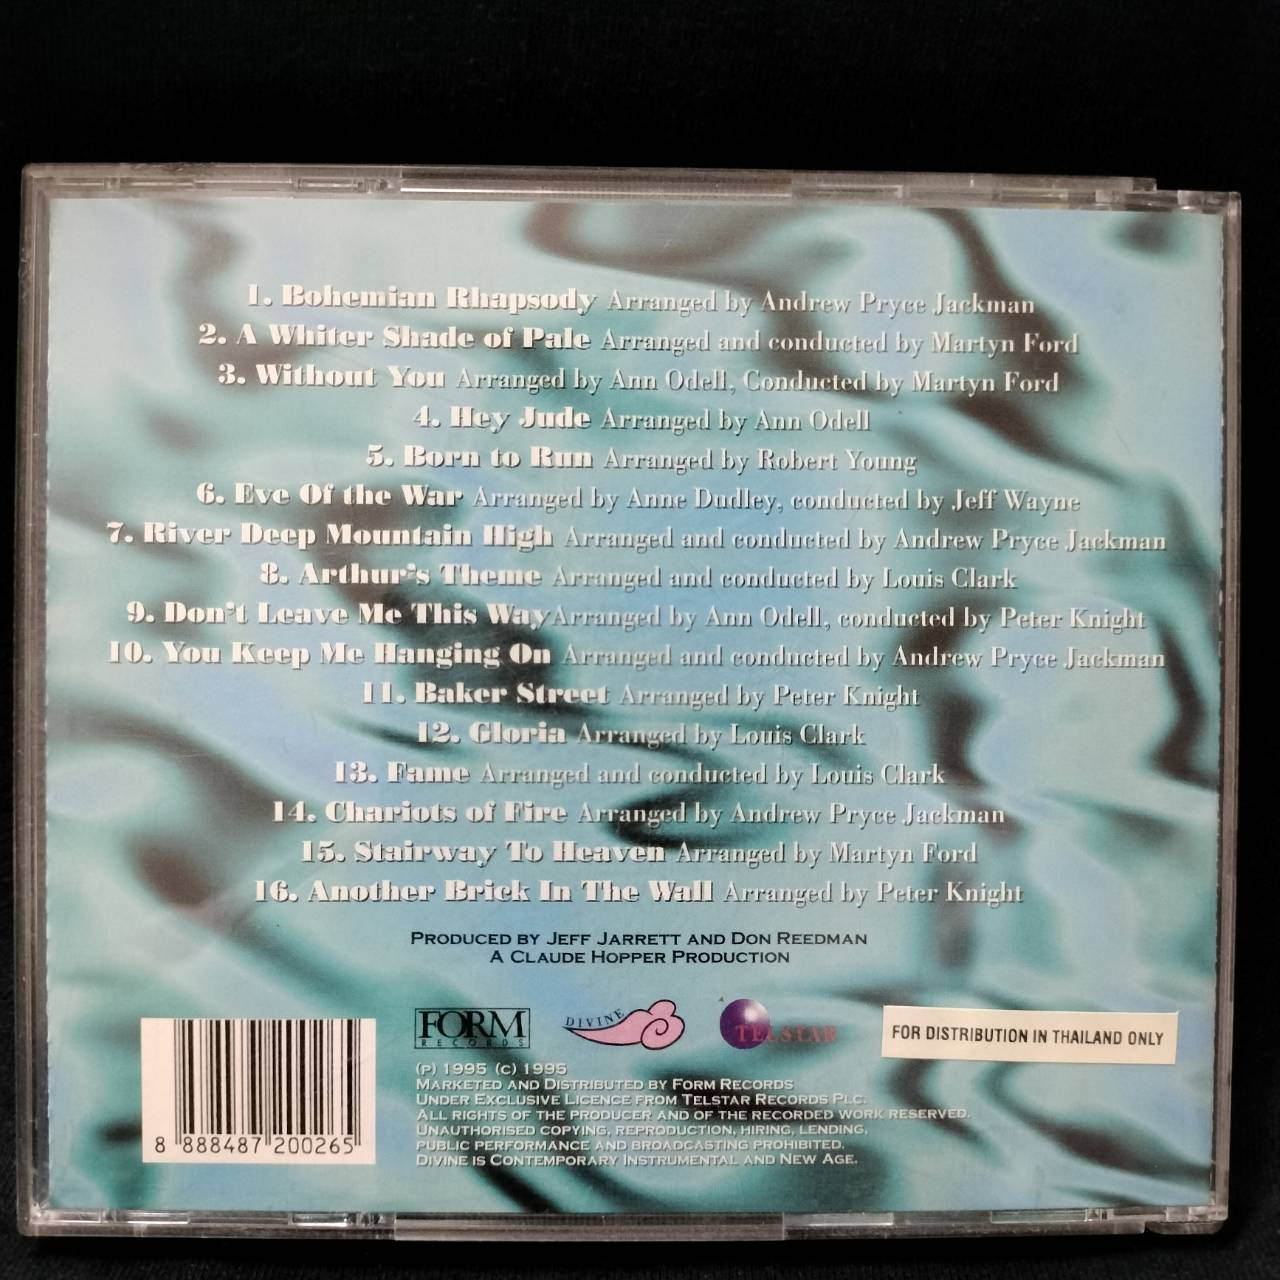 1. Bohemian Rhapsody Arranged by Andrew Pryce Jackman
2. A Whiter Shade of Pale Arranged and conducted by Martyn Ford
3. Without You Arranged by Ann Odell, Conducted by Martyn Ford
4. Hey Jude Arranged by Ann Odell
5. Born to Run Arranged by Robert Young
6. Eve Of the War Arranged by Anne Dudley, conducted by Jeff Wayne
7. River Deep Mountain High Arranged and conducted by Andrew Pryce Jackman
8. Arthur's Theme Arranged and conducted by Louis Clark
9. Don't Leave Me This Way Arranged by Ann Odell, conducted by Peter Knight
10. You Keep Me Hanging On Arranged and conducted by Andrew Pryce Jackman
11. Baker Street Arranged by Peter Knight
12. Gloria Arranged by Louis Clark
13. Fame Arranged and conducted by Louis Clark
14. Chariots of Fire Arranged by Andrew Pryce Jackman
15. Stairway To Heaven Arranged by Martyn Ford
16. Another Brick In The Wall Arranged by Peter Knight
PRODUCED BY JEFF JARRETT AND DON REEDMAN
A CLAUDE HOPPER PRODUCTION
FORM
RECORDS
DIVINE
TELSTAR
FOR DISTRIBUTION IN THAILAND ONLY
(P) 1995 (C) 1995
MARKETED AND DISTRIBUTED BY FORM RECORDS
UNDER EXCLUSIVE LICENCE FROM TELSTAR RECORDS PLC.
ALL RIGHTS OF THE PRODUCER AND OF THE RECORDED WORK RESERVED.
UNAUTHORISED COPYING, REPRODUCTION, HIRING, LENDING,
PUBLIC PERFORMANCE AND BROADCASTING PROHIBITED.
DIVINE IS CONTEMPORARY INSTRUMENTAL AND NEW AGE.
8 888487 200265